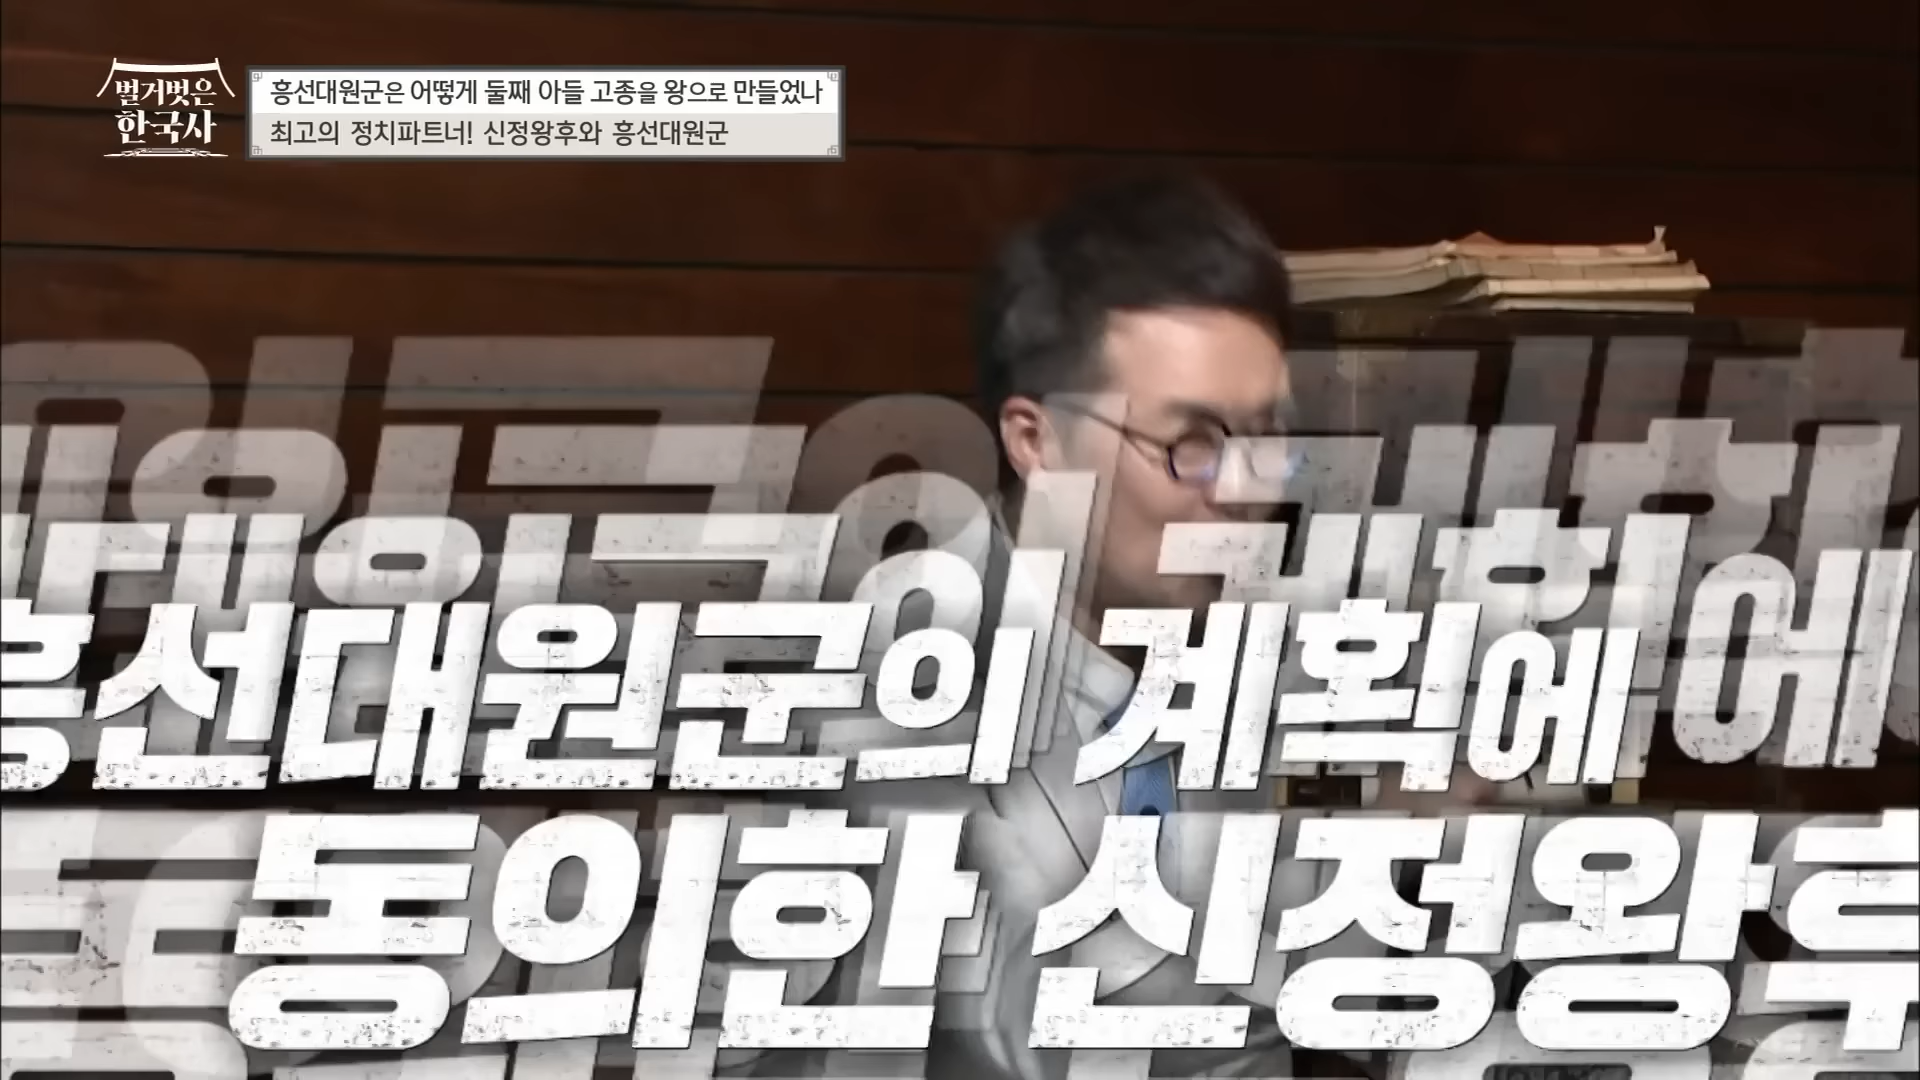 벌거벗은
한국사
흥선대원군은 어떻게 둘째 아들 고종을 왕으로 만들었나
최고의 정치파트너! 신정왕후와 흥선대원군
흥선대원군의 계획에
동의한 신정왕후